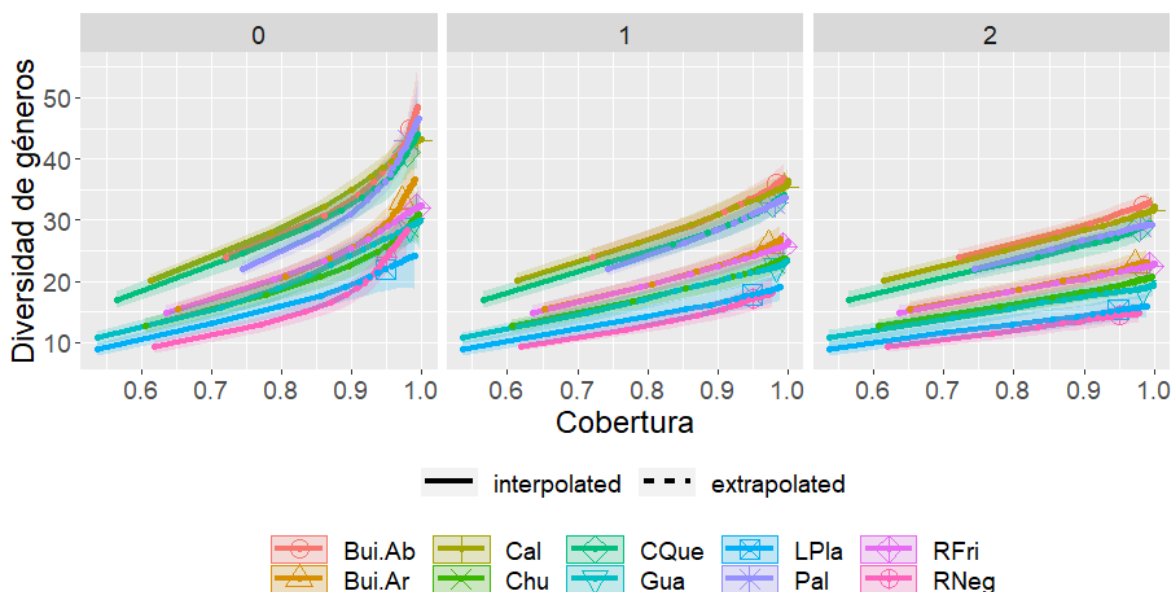 0 1 2
Diversidad de géneros
50
40
30
20
10
0.6 0.7 0.8 0.9 1.0 0.6 0.7 0.8 0.9 1.0 0.6 0.7 0.8 0.9 1.0
Cobertura
interpolated extrapolated
Bui.Ab Cal CQue LPla RFri
Bui.Ar Chu Gua Pal RNeg